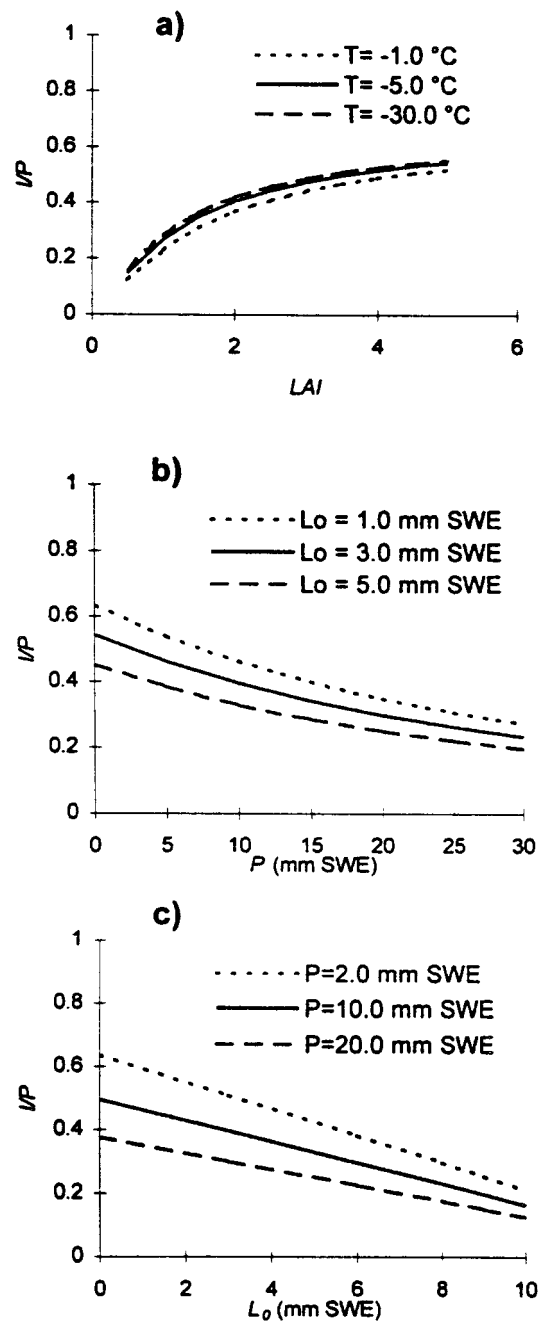 a)
T= -1.0 °C
T= -5.0 °C
T= -30.0 °C
1
0.8
0.6
0.4
0.2
0
I/P
0 2 4 6
LAI
b)
Lo = 1.0 mm SWE
Lo = 3.0 mm SWE
Lo = 5.0 mm SWE
1
0.8
0.6
0.4
0.2
0
I/P
0 5 10 15 20 25 30
P (mm SWE)
c)
P=2.0 mm SWE
P=10.0 mm SWE
P=20.0 mm SWE
1
0.8
0.6
0.4
0.2
0
I/P
0 2 4 6 8 10
L₀ (mm SWE)